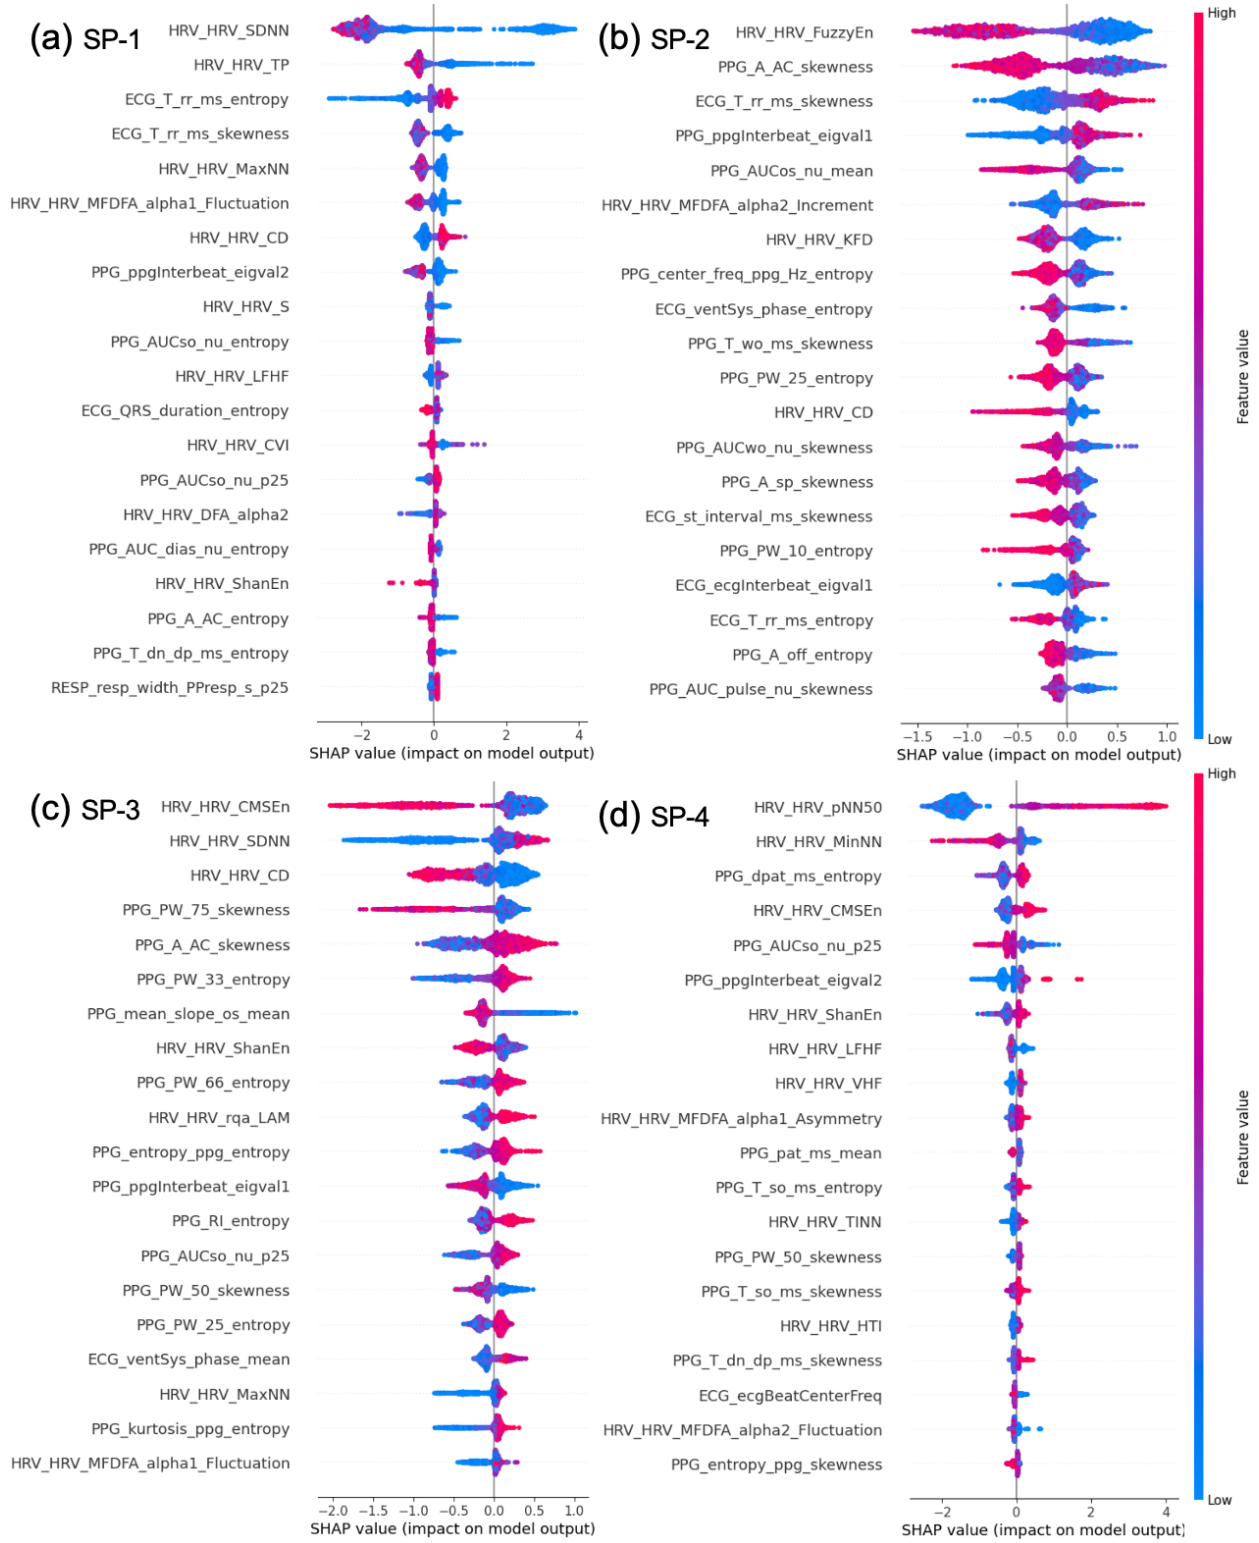 (a) SP-1
HRV_HRV_SDNN
HRV_HRV_TP
ECG_T_rr_ms_entropy
ECG_T_rr_ms_skewness
HRV_HRV_MaxNN
HRV_HRV_MFDFA_alpha1_Fluctuation
HRV_HRV_CD
PPG_ppgInterbeat_eigval2
HRV_HRV_S
PPG_AUCso_nu_entropy
HRV_HRV_LFHF
ECG_QRS_duration_entropy
HRV_HRV_CVI
PPG_AUCso_nu_p25
HRV_HRV_DFA_alpha2
PPG_AUC_dias_nu_entropy
HRV_HRV_ShanEn
PPG_A_AC_entropy
PPG_T_dn_dp_ms_entropy
RESP_resp_width_PPresp_s_p25
−2 0 2 4
SHAP value (impact on model output)
(b) SP-2
HRV_HRV_FuzzyEn
PPG_A_AC_skewness
ECG_T_rr_ms_skewness
PPG_ppgInterbeat_eigval1
PPG_AUCos_nu_mean
HRV_HRV_MFDFA_alpha2_Increment
HRV_HRV_KFD
PPG_center_freq_ppg_Hz_entropy
ECG_ventSys_phase_entropy
PPG_T_wo_ms_skewness
PPG_PW_25_entropy
HRV_HRV_CD
PPG_AUCwo_nu_skewness
PPG_A_sp_skewness
ECG_st_interval_ms_skewness
PPG_PW_10_entropy
ECG_ecgInterbeat_eigval1
ECG_T_rr_ms_entropy
PPG_A_off_entropy
PPG_AUC_pulse_nu_skewness
−1.5 −1.0 −0.5 0.0 0.5 1.0
SHAP value (impact on model output)
High
Feature value
Low
(c) SP-3
HRV_HRV_CMSEn
HRV_HRV_SDNN
HRV_HRV_CD
PPG_PW_75_skewness
PPG_A_AC_skewness
PPG_PW_33_entropy
PPG_mean_slope_os_mean
HRV_HRV_ShanEn
PPG_PW_66_entropy
HRV_HRV_rqa_LAM
PPG_entropy_ppg_entropy
PPG_ppgInterbeat_eigval1
PPG_RI_entropy
PPG_AUCso_nu_p25
PPG_PW_50_skewness
PPG_PW_25_entropy
ECG_ventSys_phase_mean
HRV_HRV_MaxNN
PPG_kurtosis_ppg_entropy
HRV_HRV_MFDFA_alpha1_Fluctuation
−2.0 −1.5 −1.0 −0.5 0.0 0.5 1.0
SHAP value (impact on model output)
(d) SP-4
HRV_HRV_pNN50
HRV_HRV_MinNN
PPG_dpat_ms_entropy
HRV_HRV_CMSEn
PPG_AUCso_nu_p25
PPG_ppgInterbeat_eigval2
HRV_HRV_ShanEn
HRV_HRV_LFHF
HRV_HRV_VHF
HRV_HRV_MFDFA_alpha1_Asymmetry
PPG_pat_ms_mean
PPG_T_so_ms_entropy
HRV_HRV_TINN
PPG_PW_50_skewness
PPG_T_so_ms_skewness
HRV_HRV_HTI
PPG_T_dn_dp_ms_skewness
ECG_ecgBeatCenterFreq
HRV_HRV_MFDFA_alpha2_Fluctuation
PPG_entropy_ppg_skewness
−2 0 2 4
SHAP value (impact on model output)
High
Feature value
Low